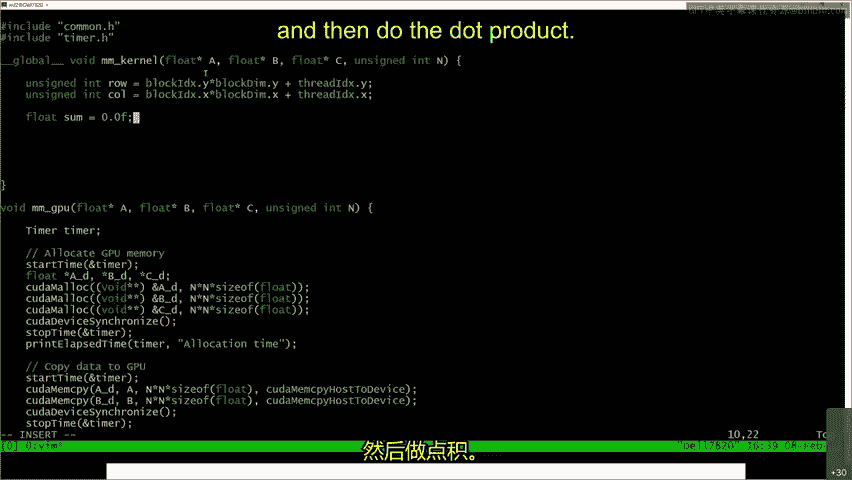 and then do the dot product.
#include "common.h"
#include "timer.h"
__global__ void mm_kernel(float* A, float* B, float* C, unsigned int N) {
unsigned int row = blockIdx.y*blockDim.y + threadIdx.y;
unsigned int col = blockIdx.x*blockDim.x + threadIdx.x;
float sum = 0.0f;
}
void mm_gpu(float* A, float* B, float* C, unsigned int N) {
Timer timer;
// Allocate GPU memory
startTime(&timer);
float *A_d, *B_d, *C_d;
cudaMalloc((void**) &A_d, N*N*sizeof(float));
cudaMalloc((void**) &B_d, N*N*sizeof(float));
cudaMalloc((void**) &C_d, N*N*sizeof(float));
cudaDeviceSynchronize();
stopTime(&timer);
printElapsedTime(timer, "Allocation time");
// Copy data to GPU
startTime(&timer);
cudaMemcpy(A_d, A, N*N*sizeof(float), cudaMemcpyHostToDevice);
cudaMemcpy(B_d, B, N*N*sizeof(float), cudaMemcpyHostToDevice);
cudaDeviceSynchronize();
stopTime(&timer);
-- INSERT -- 10,22
[0] 0:vim*
然后做点积。
+30